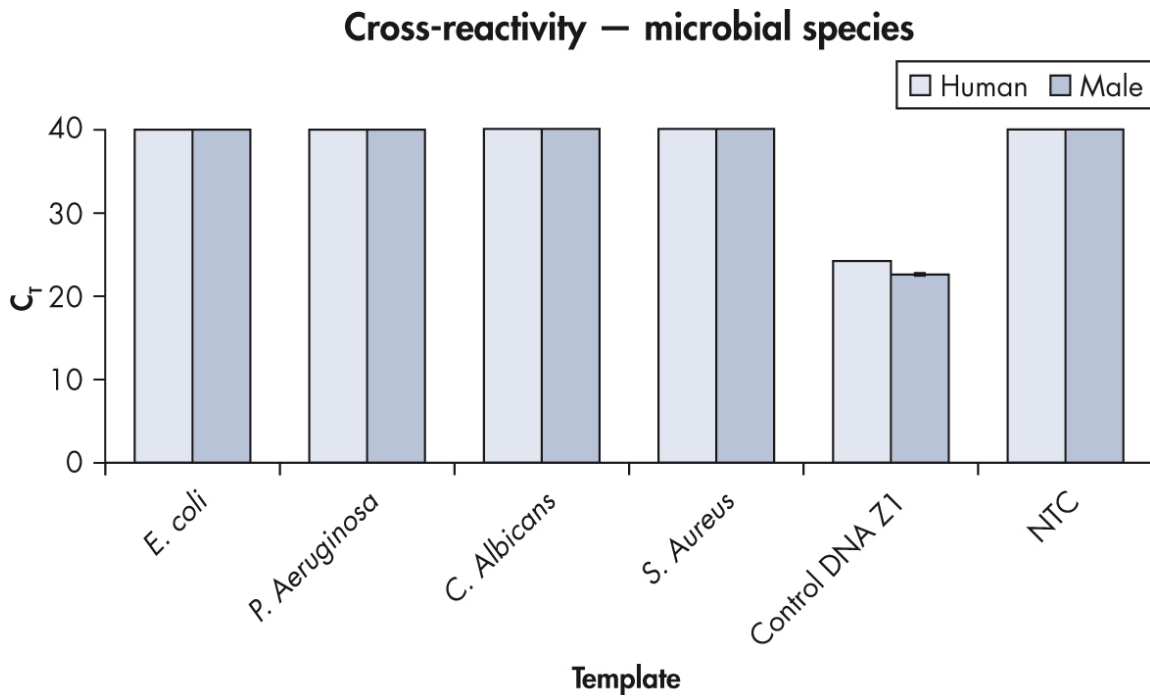 Cross-reactivity — microbial species
Human Male
40
30
20
10
0
C_T
E. coli
P. Aeruginosa
C. Albicans
S. Aureus
Control DNA Z1
NTC
Template